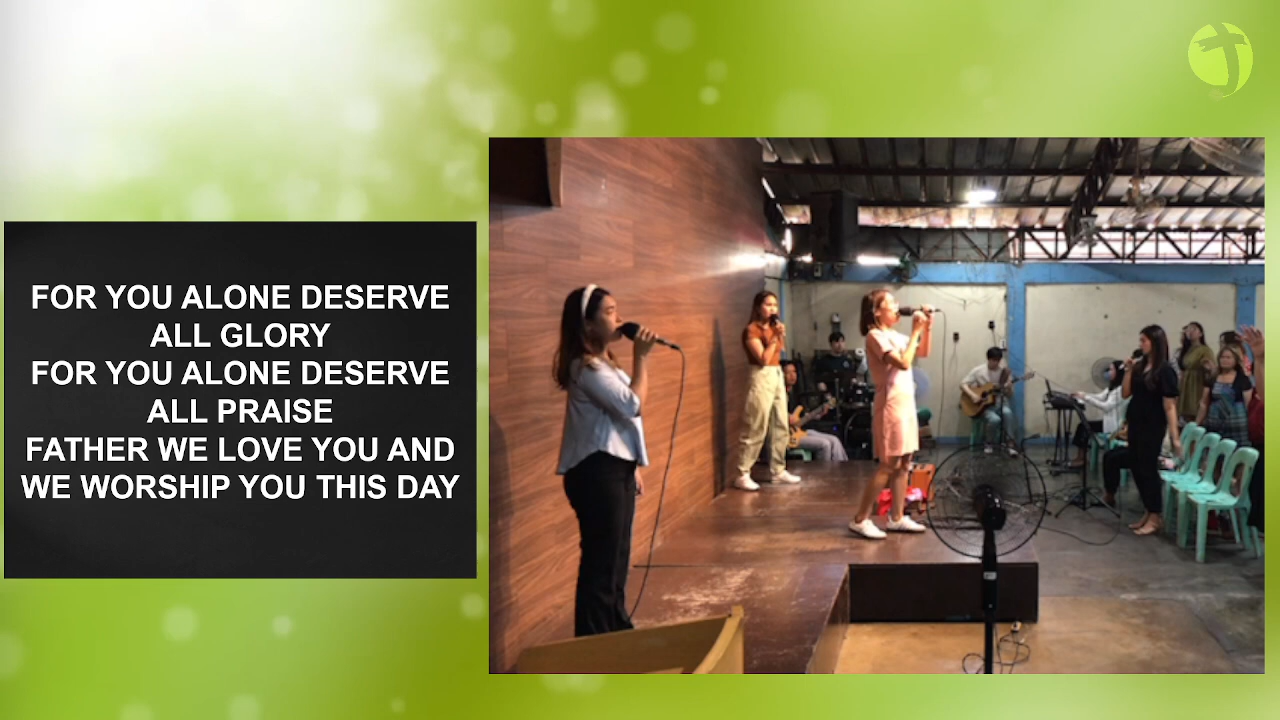 FOR YOU ALONE DESERVE
ALL GLORY
FOR YOU ALONE DESERVE
ALL PRAISE
FATHER WE LOVE YOU AND
WE WORSHIP YOU THIS DAY